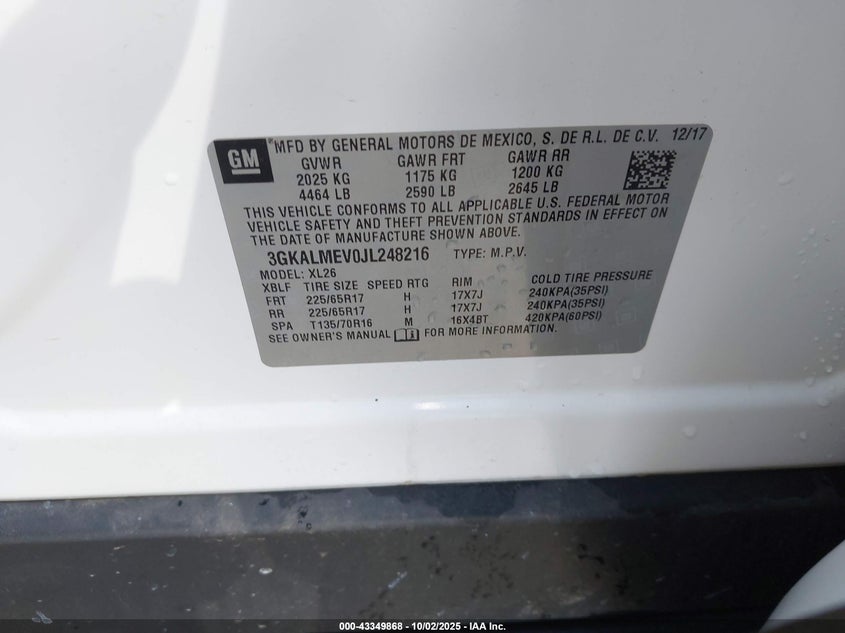 GM
*MFD BY GENERAL MOTORS DE MEXICO, S. DE R.L. DE C.V. 12/17
GVWR GAWR FRT GAWR RR
2025 KG 1175 KG 1200 KG
4464 LB 2590 LB 2645 LB
THIS VEHICLE CONFORMS TO ALL APPLICABLE U.S. FEDERAL MOTOR
VEHICLE SAFETY AND THEFT PREVENTION STANDARDS IN EFFECT ON
THE DATE OF MANUFACTURE SHOWN ABOVE.
3GKALMEV0JL248216 TYPE: M.P.V.
MODEL: XL26
XBLF TIRE SIZE SPEED RTG RIM COLD TIRE PRESSURE
FRT 225/65R17 H 17X7J 240KPA(35PSI)
RR 225/65R17 H 17X7J 240KPA(35PSI)
SPA T135/70R16 M 16X4BT 420KPA(60PSI)
SEE OWNER'S MANUAL FOR MORE INFORMATION.
000-43349868 - 10/02/2025 - IAA Inc.